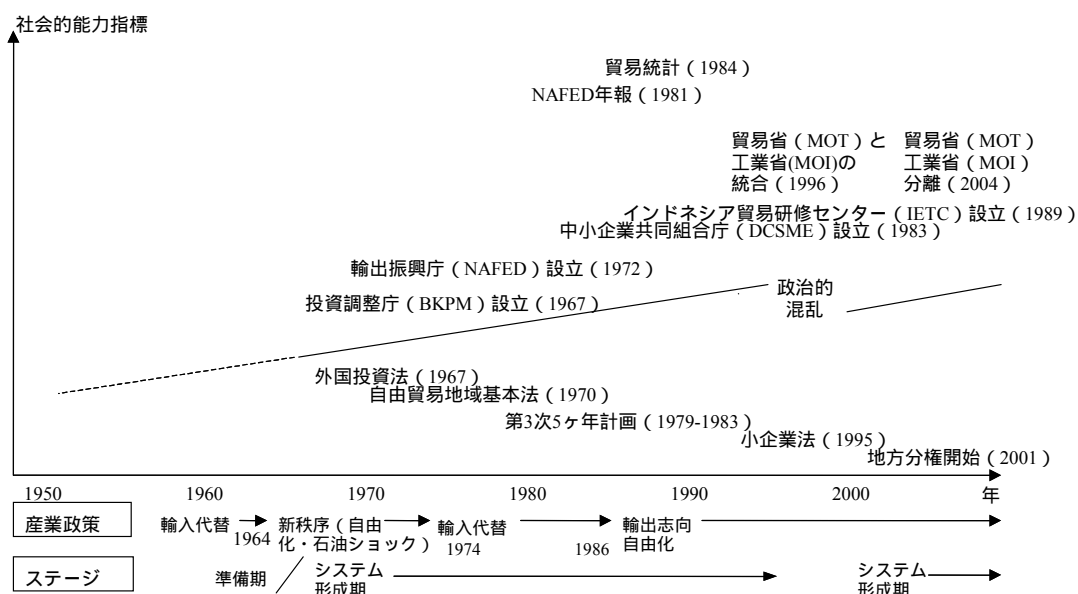 社会的能力指標
貿易統計（1984）
NAFED年報（1981）
貿易省（MOT）と
工業省(MOI)の
統合（1996）
貿易省（MOT）
工業省（MOI）
分離（2004）
インドネシア貿易研修センター（IETC）設立（1989）
中小企業共同組合庁（DCSME）設立（1983）
輸出振興庁（NAFED）設立（1972）
投資調整庁（BKPM）設立（1967）
政治的
混乱
外国投資法（1967）
自由貿易地域基本法（1970）
第3次5ヶ年計画（1979-1983）
小企業法（1995）
地方分権開始（2001）
1950 1960 1970 1980 1990 2000 年
産業政策
輸入代替
1964
新秩序（自由
化・石油ショック）
輸入代替
1974
1986
輸出志向
自由化
ステージ
準備期
システム
形成期
システム
形成期